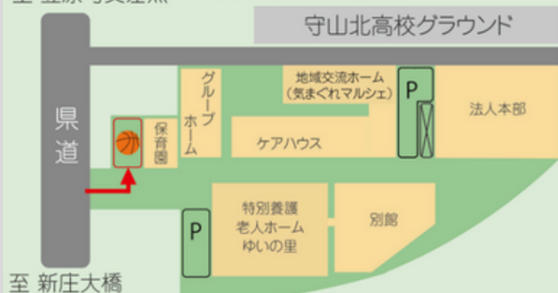 守山北高校グラウンド
県道
グループホーム
地域交流ホーム
(気まぐれマルシェ)
P
法人本部
保育園
ケアハウス
特別養護
老人ホーム
ゆいの里
別館
P
至 新庄大橋